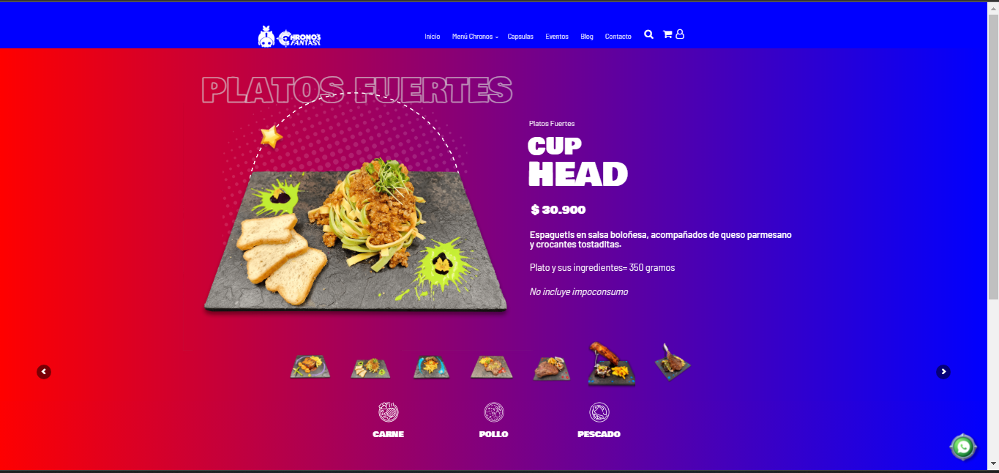 CHRONO'S
FANTASY
Inicio
Menú Chronos
Capsulas
Eventos
Blog
Contacto
PLATOS FUERTES
Platos Fuertes
CUP
HEAD
$ 30.900
Espaguetis en salsa boloñesa, acompañados de queso parmesano
y crocantes tostaditas.
Plato y sus ingredientes= 350 gramos
No incluye impoconsumo
CARNE
POLLO
PESCADO